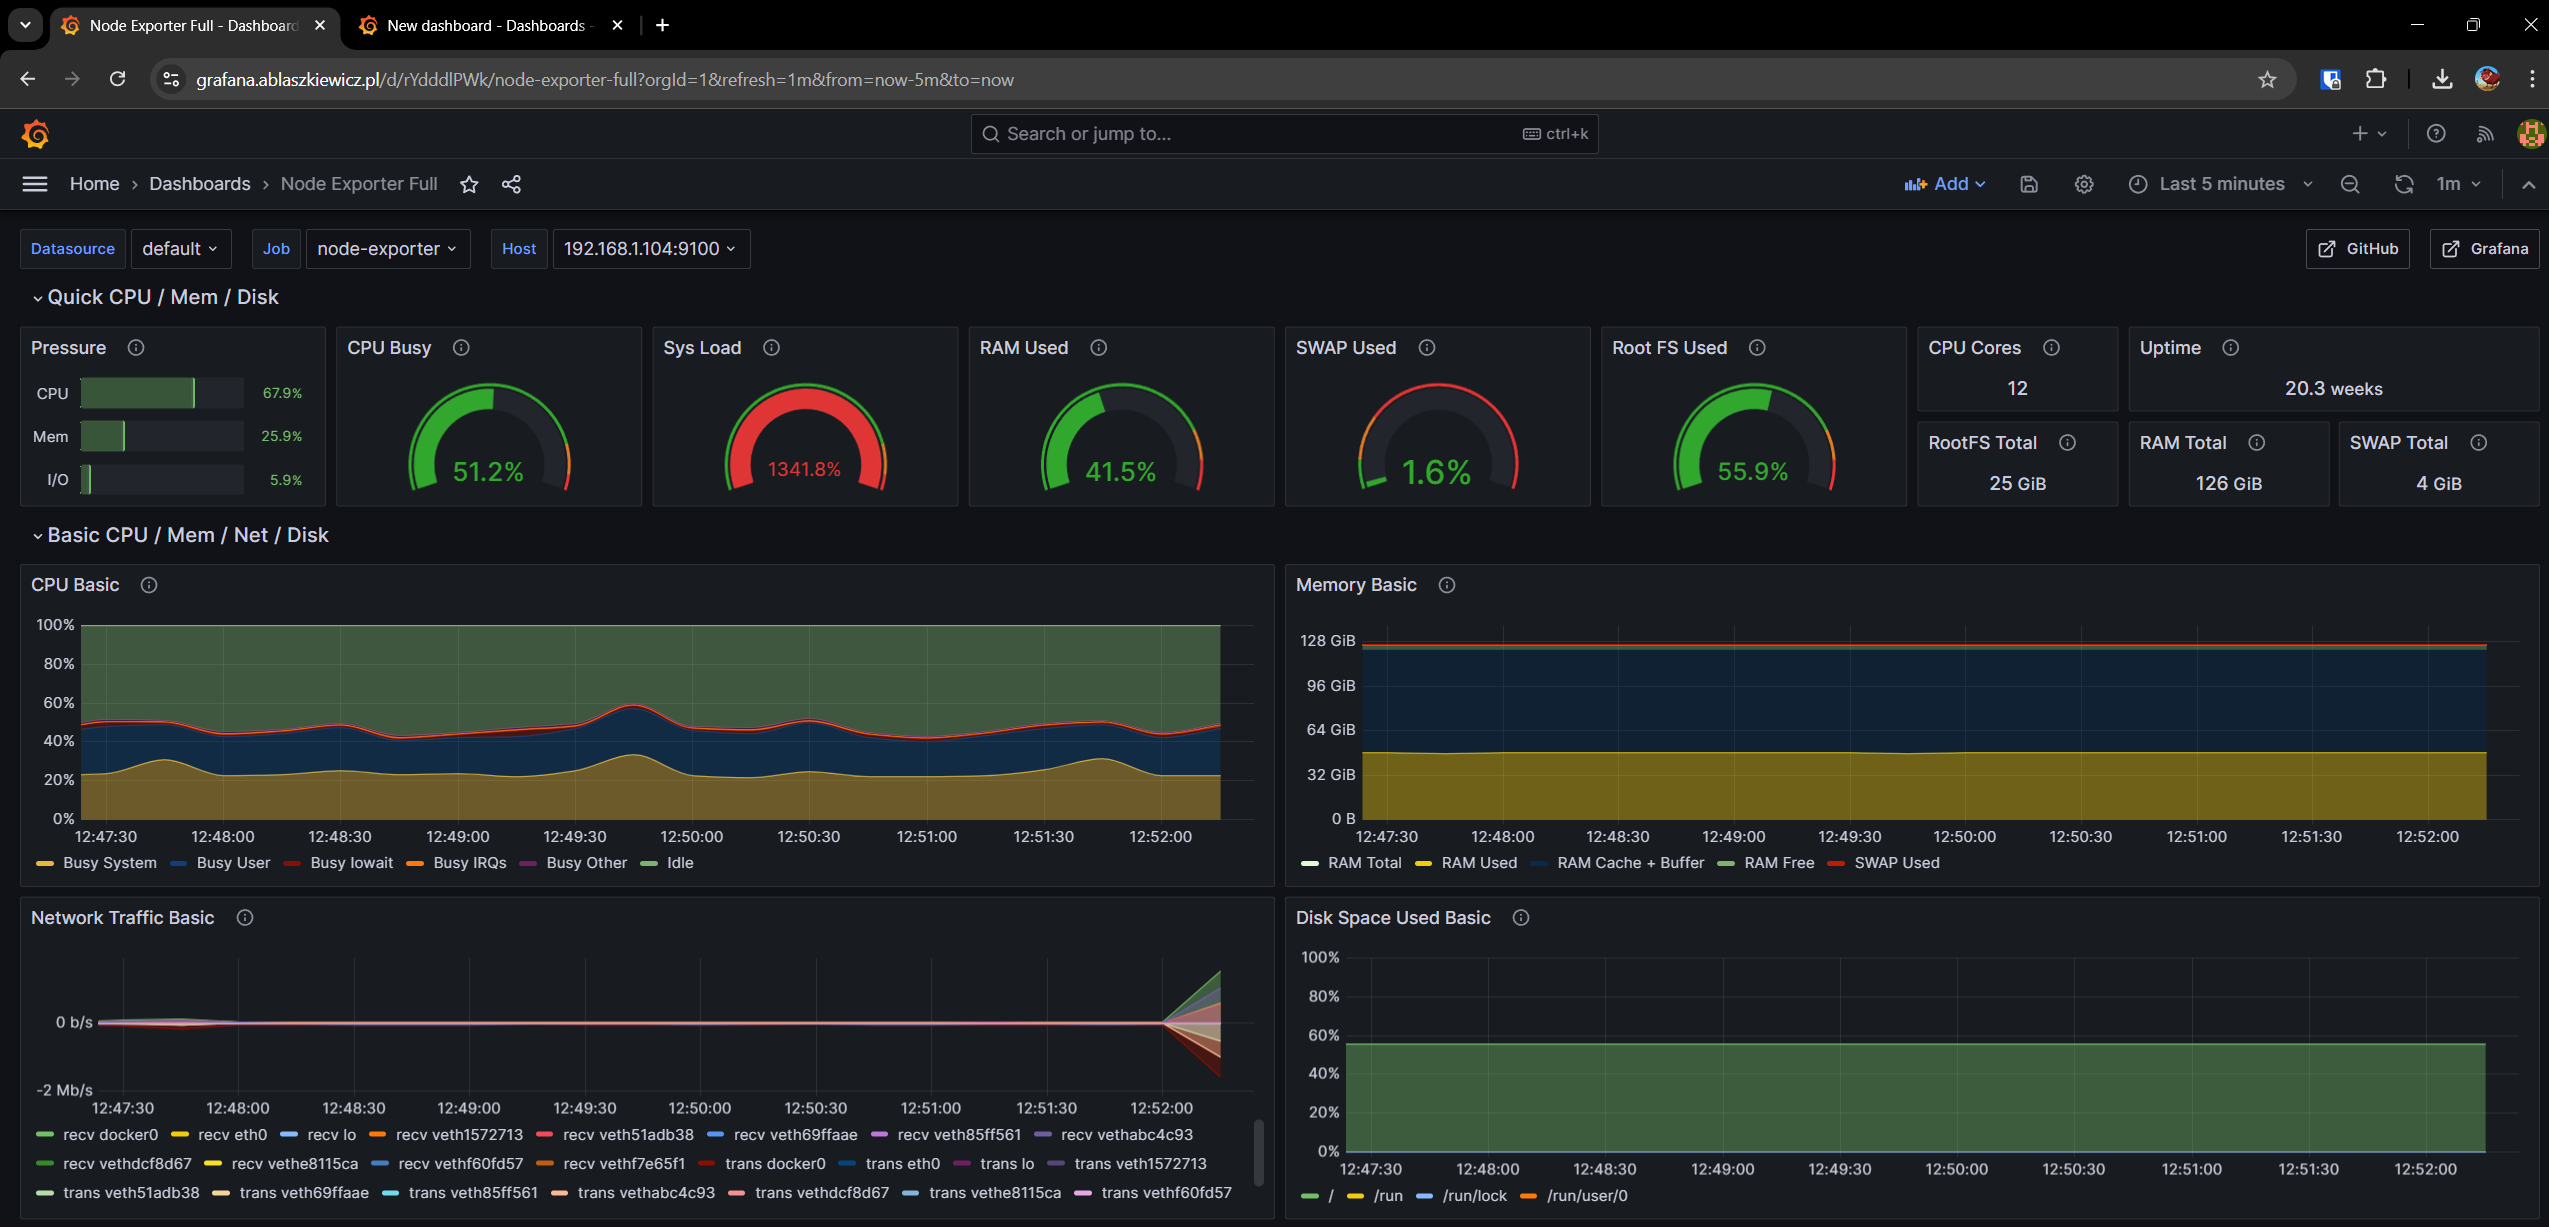 Node Exporter Full - Dashboard
New dashboard - Dashboards -
grafana.ablaszkiewicz.pl/d/rYdddlPWk/node-exporter-full?orgId=1&refresh=1m&from=now-5m&to=now
Search or jump to... ctrl+k
Home › Dashboards › Node Exporter Full
Add Last 5 minutes 1m
Datasource default Job node-exporter Host 192.168.1.104:9100 GitHub Grafana
Quick CPU / Mem / Disk
Pressure
CPU 67.9%
Mem 25.9%
I/O 5.9%
CPU Busy
51.2%
Sys Load
1341.8%
RAM Used
41.5%
SWAP Used
1.6%
Root FS Used
55.9%
CPU Cores
12
Uptime
20.3 weeks
RootFS Total
25 GiB
RAM Total
126 GiB
SWAP Total
4 GiB
Basic CPU / Mem / Net / Disk
CPU Basic
100%
80%
60%
40%
20%
0%
12:47:30 12:48:00 12:48:30 12:49:00 12:49:30 12:50:00 12:50:30 12:51:00 12:51:30 12:52:00
Busy System Busy User Busy Iowait Busy IRQs Busy Other Idle
Memory Basic
128 GiB
96 GiB
64 GiB
32 GiB
0 B
12:47:30 12:48:00 12:48:30 12:49:00 12:49:30 12:50:00 12:50:30 12:51:00 12:51:30 12:52:00
RAM Total RAM Used RAM Cache + Buffer RAM Free SWAP Used
Network Traffic Basic
0 b/s
-2 Mb/s
12:47:30 12:48:00 12:48:30 12:49:00 12:49:30 12:50:00 12:50:30 12:51:00 12:51:30 12:52:00
recv docker0 recv eth0 recv lo recv veth1572713 recv veth51adb38 recv veth69ffaae recv veth85ff561 recv vethabc4c93
recv vethdcf8d67 recv vethe8115ca recv vethf60fd57 recv vethf7e65f1 trans docker0 trans eth0 trans lo trans veth1572713
trans veth51adb38 trans veth69ffaae trans veth85ff561 trans vethabc4c93 trans vethdcf8d67 trans vethe8115ca trans vethf60fd57
Disk Space Used Basic
100%
80%
60%
40%
20%
0%
12:47:30 12:48:00 12:48:30 12:49:00 12:49:30 12:50:00 12:50:30 12:51:00 12:51:30 12:52:00
/ /run /run/lock /run/user/0